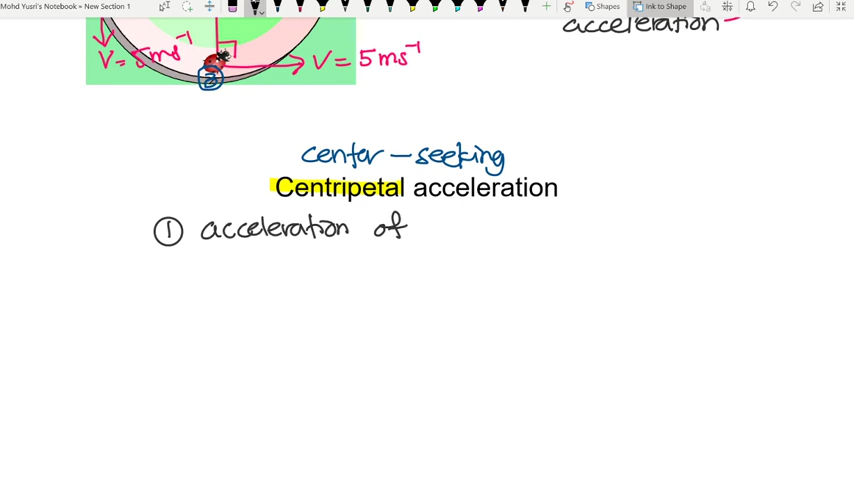 Mohd Yusri's Notebook » New Section 1
Shapes
Ink to Shape
acceleration
V = 5ms⁻¹
V = 5ms⁻¹
2
center – seeking
Centripetal acceleration
① acceleration of